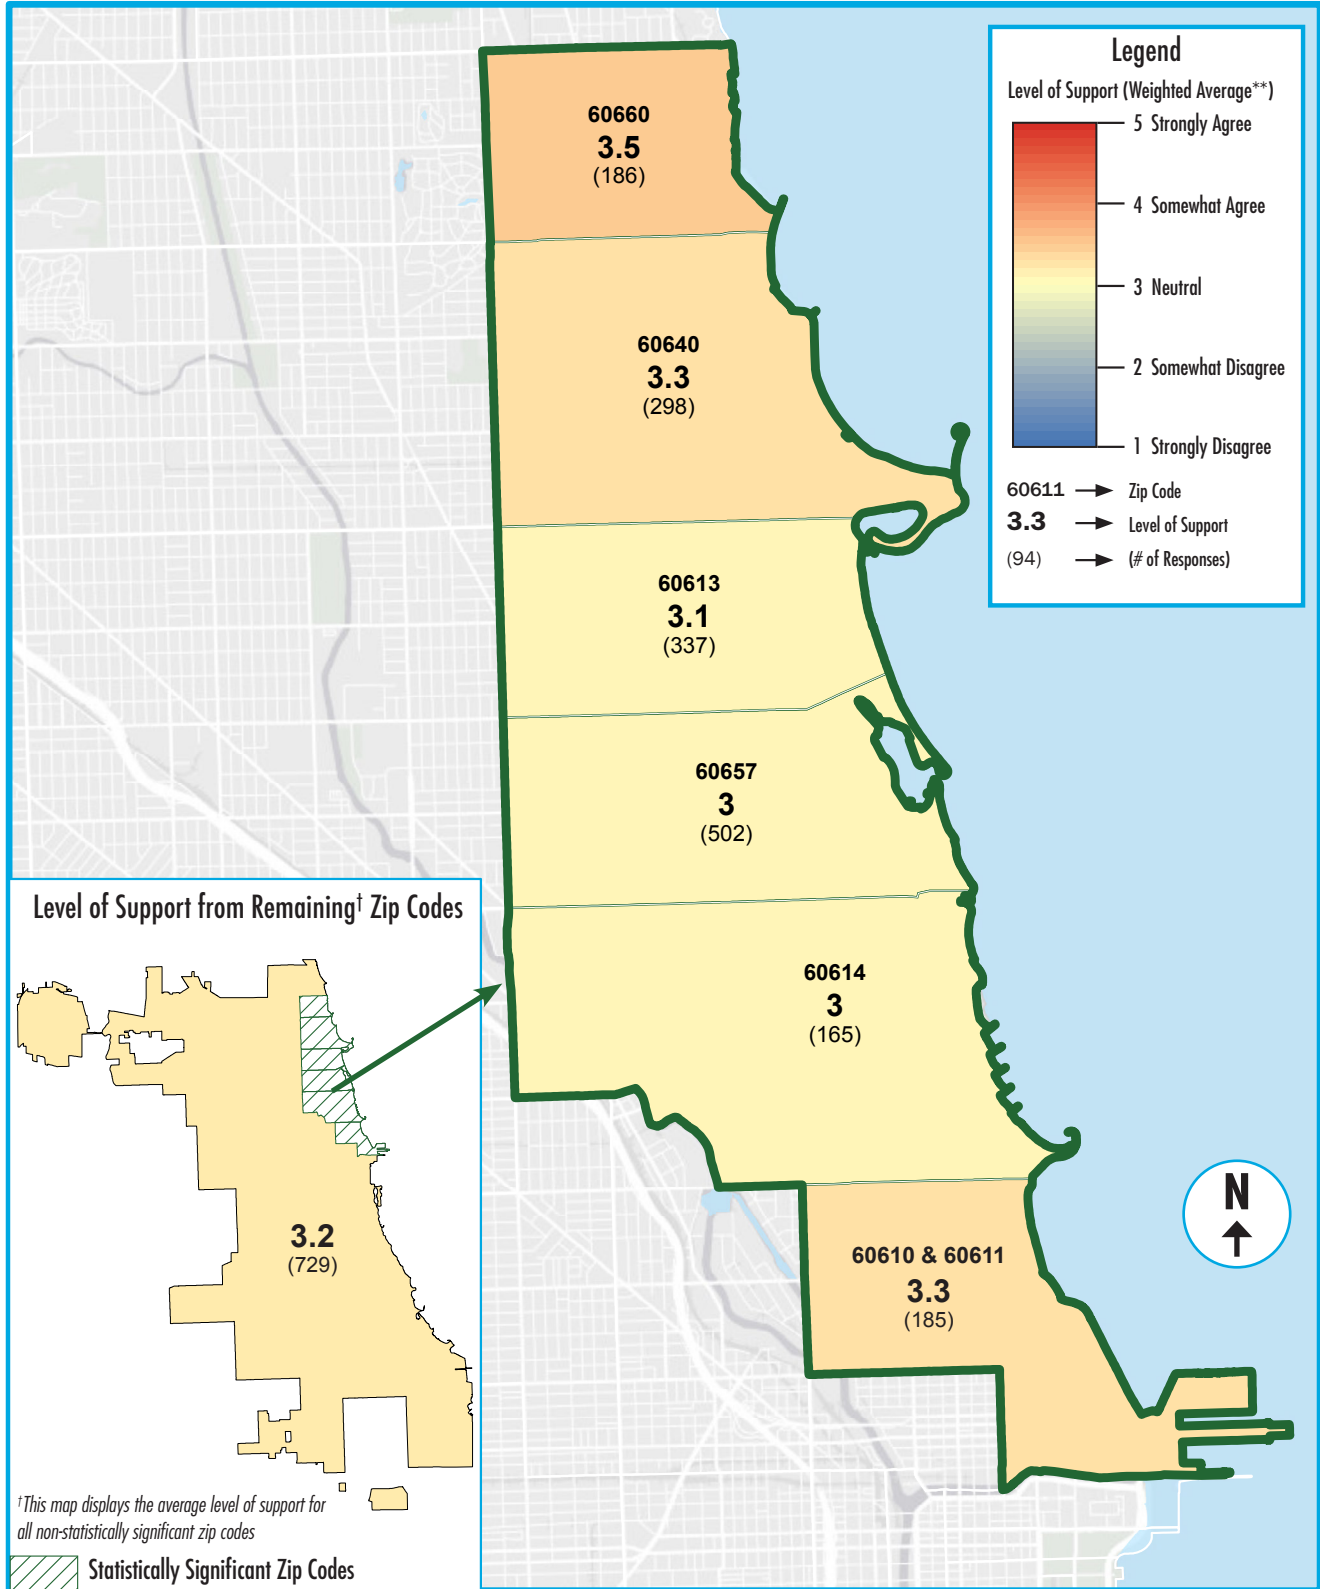 Legend
Level of Support (Weighted Average**)
5 Strongly Agree
4 Somewhat Agree
3 Neutral
2 Somewhat Disagree
1 Strongly Disagree
60611 Zip Code
3.3 Level of Support
(94) (# of Responses)
60660
3.5
(186)
60640
3.3
(298)
60613
3.1
(337)
60657
3
(502)
60614
3
(165)
60610 & 60611
3.3
(185)
N
Level of Support from Remaining† Zip Codes
3.2
(729)
†This map displays the average level of support for
all non-statistically significant zip codes
Statistically Significant Zip Codes